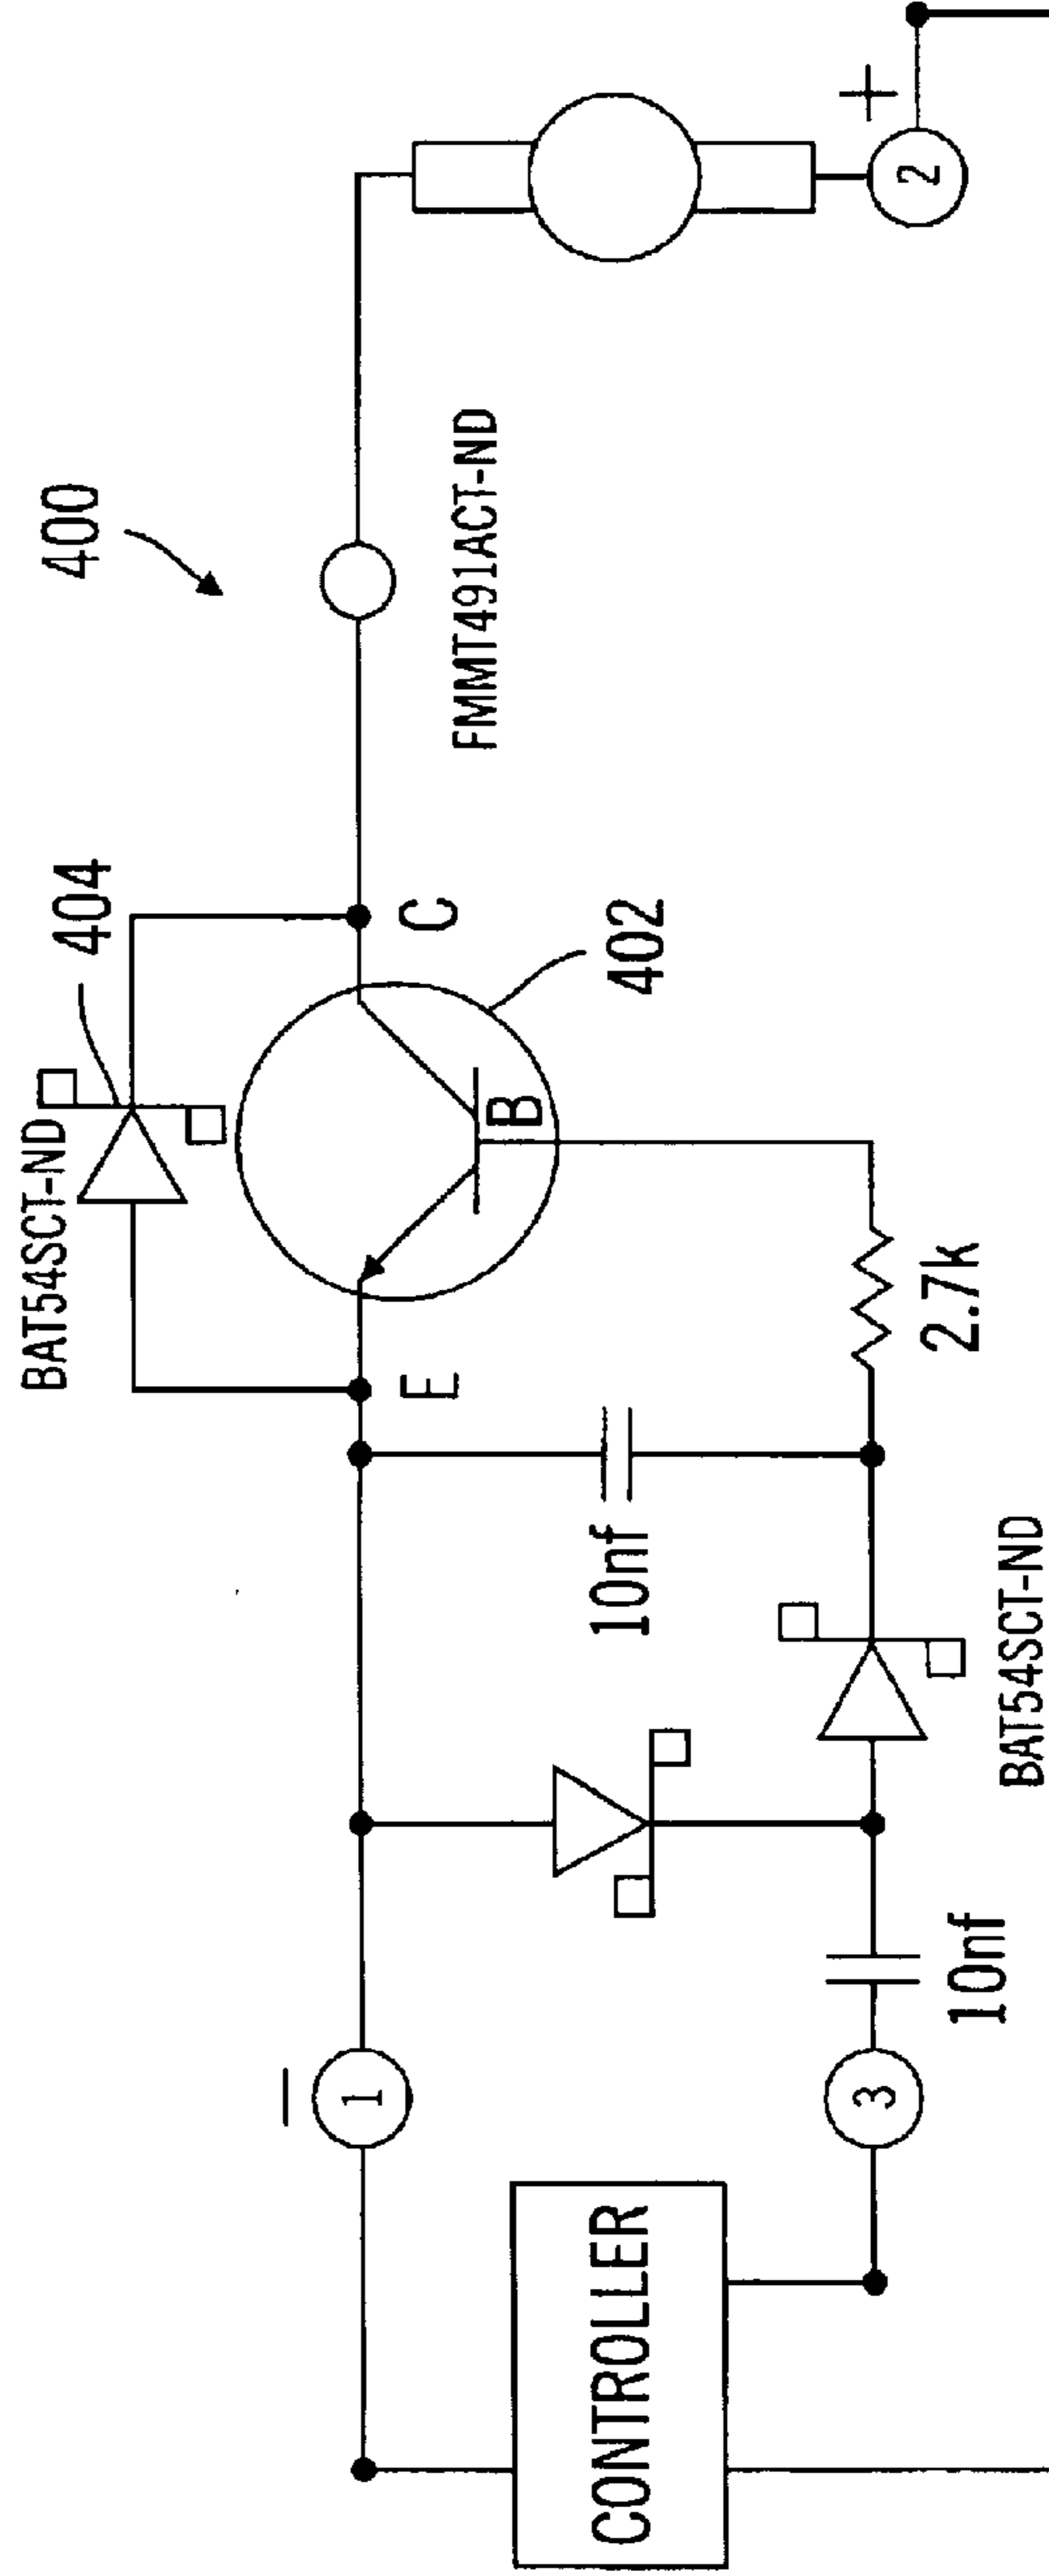 400
BAT54SCT-ND
404
FMMT491ACT-ND
C
402
B
E
2.7k
10nf
BAT54SCT-ND
10nf
−
1
3
CONTROLLER
+
2